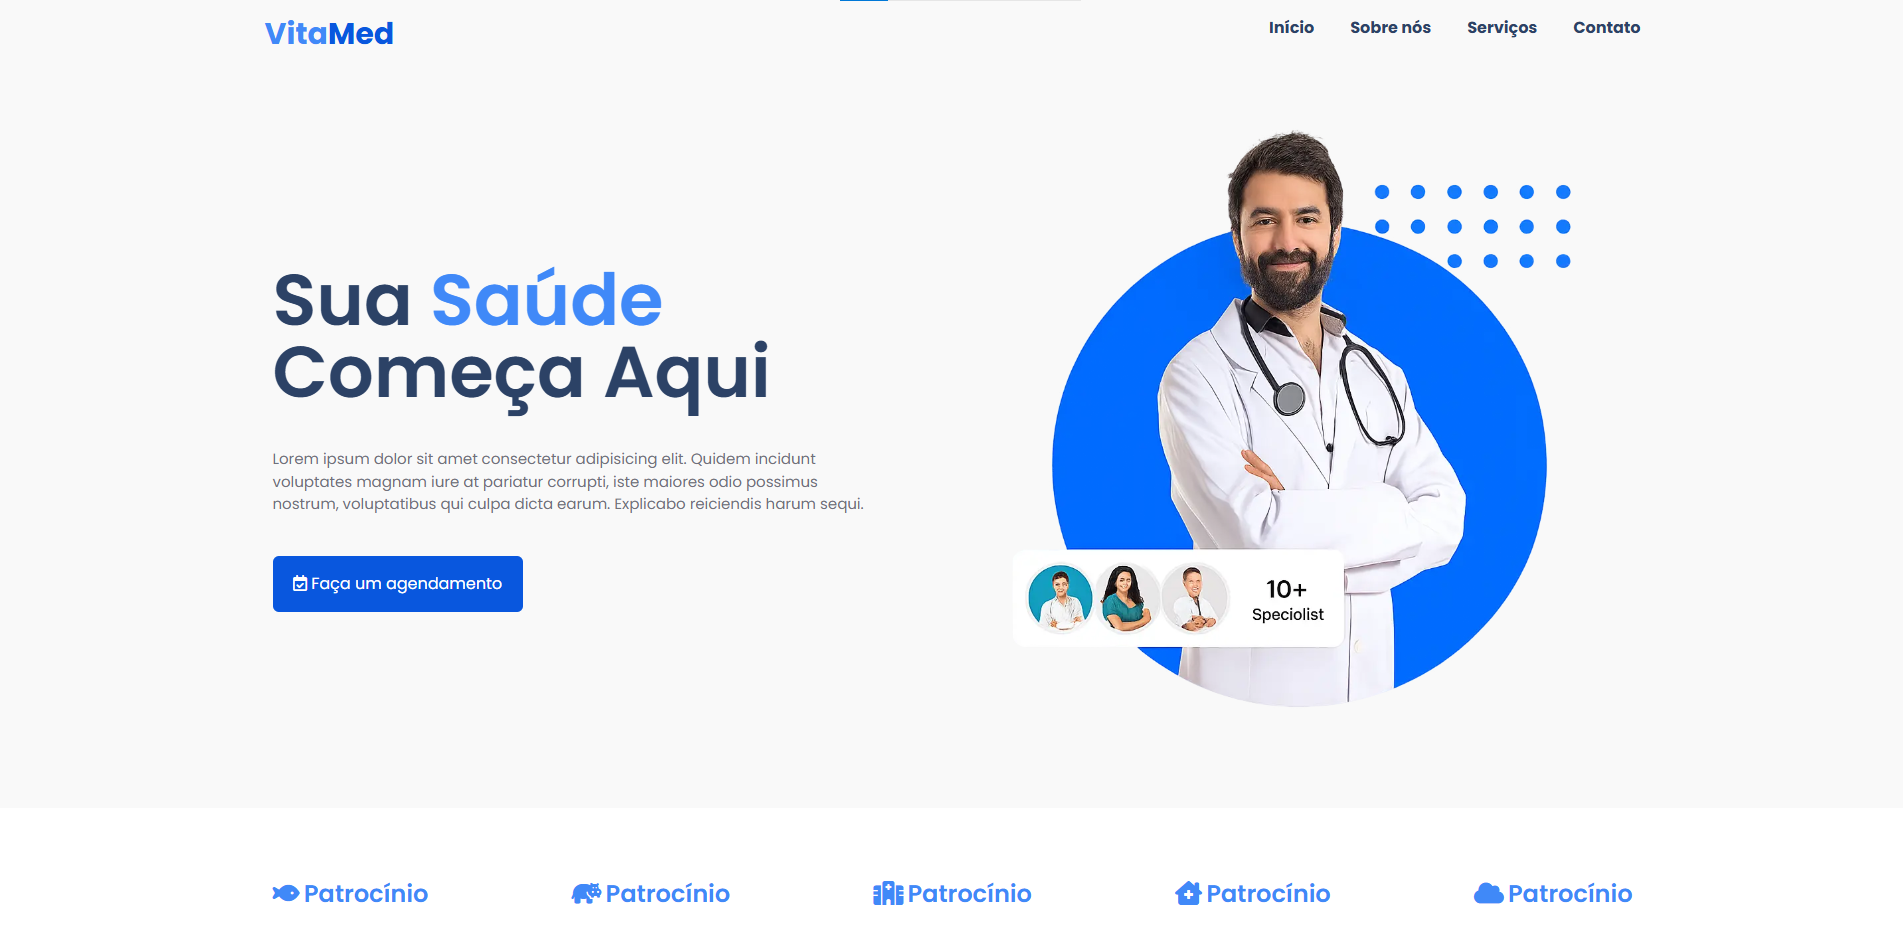 VitaMed
Início Sobre nós Serviços Contato
Sua Saúde
Começa Aqui
Lorem ipsum dolor sit amet consectetur adipisicing elit. Quidem incidunt
voluptates magnam iure at pariatur corrupti, iste maiores odio possimus
nostrum, voluptatibus qui culpa dicta earum. Explicabo reiciendis harum sequi.
Faça um agendamento
10+
Speciolist
Patrocínio Patrocínio Patrocínio Patrocínio Patrocínio